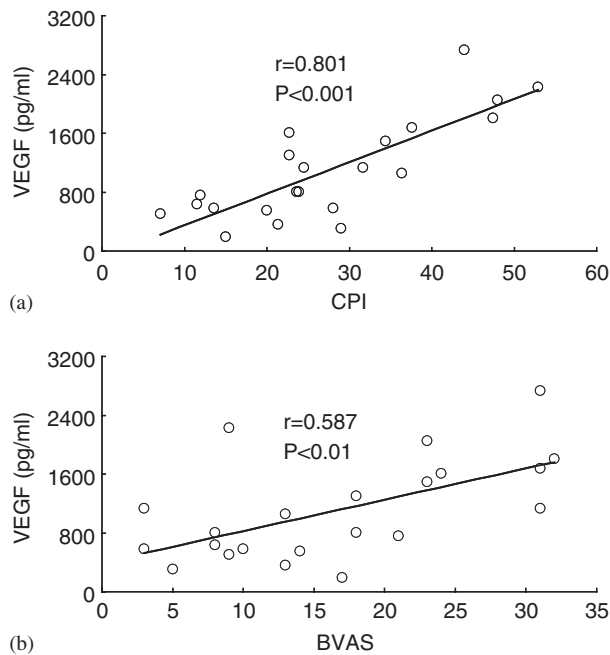 3200
2400
1600
800
0
VEGF (pg/ml)
r=0.801
P<0.001
0 10 20 30 40 50 60
(a)
CPI
3200
2400
1600
800
0
VEGF (pg/ml)
r=0.587
P<0.01
0 5 10 15 20 25 30 35
(b)
BVAS